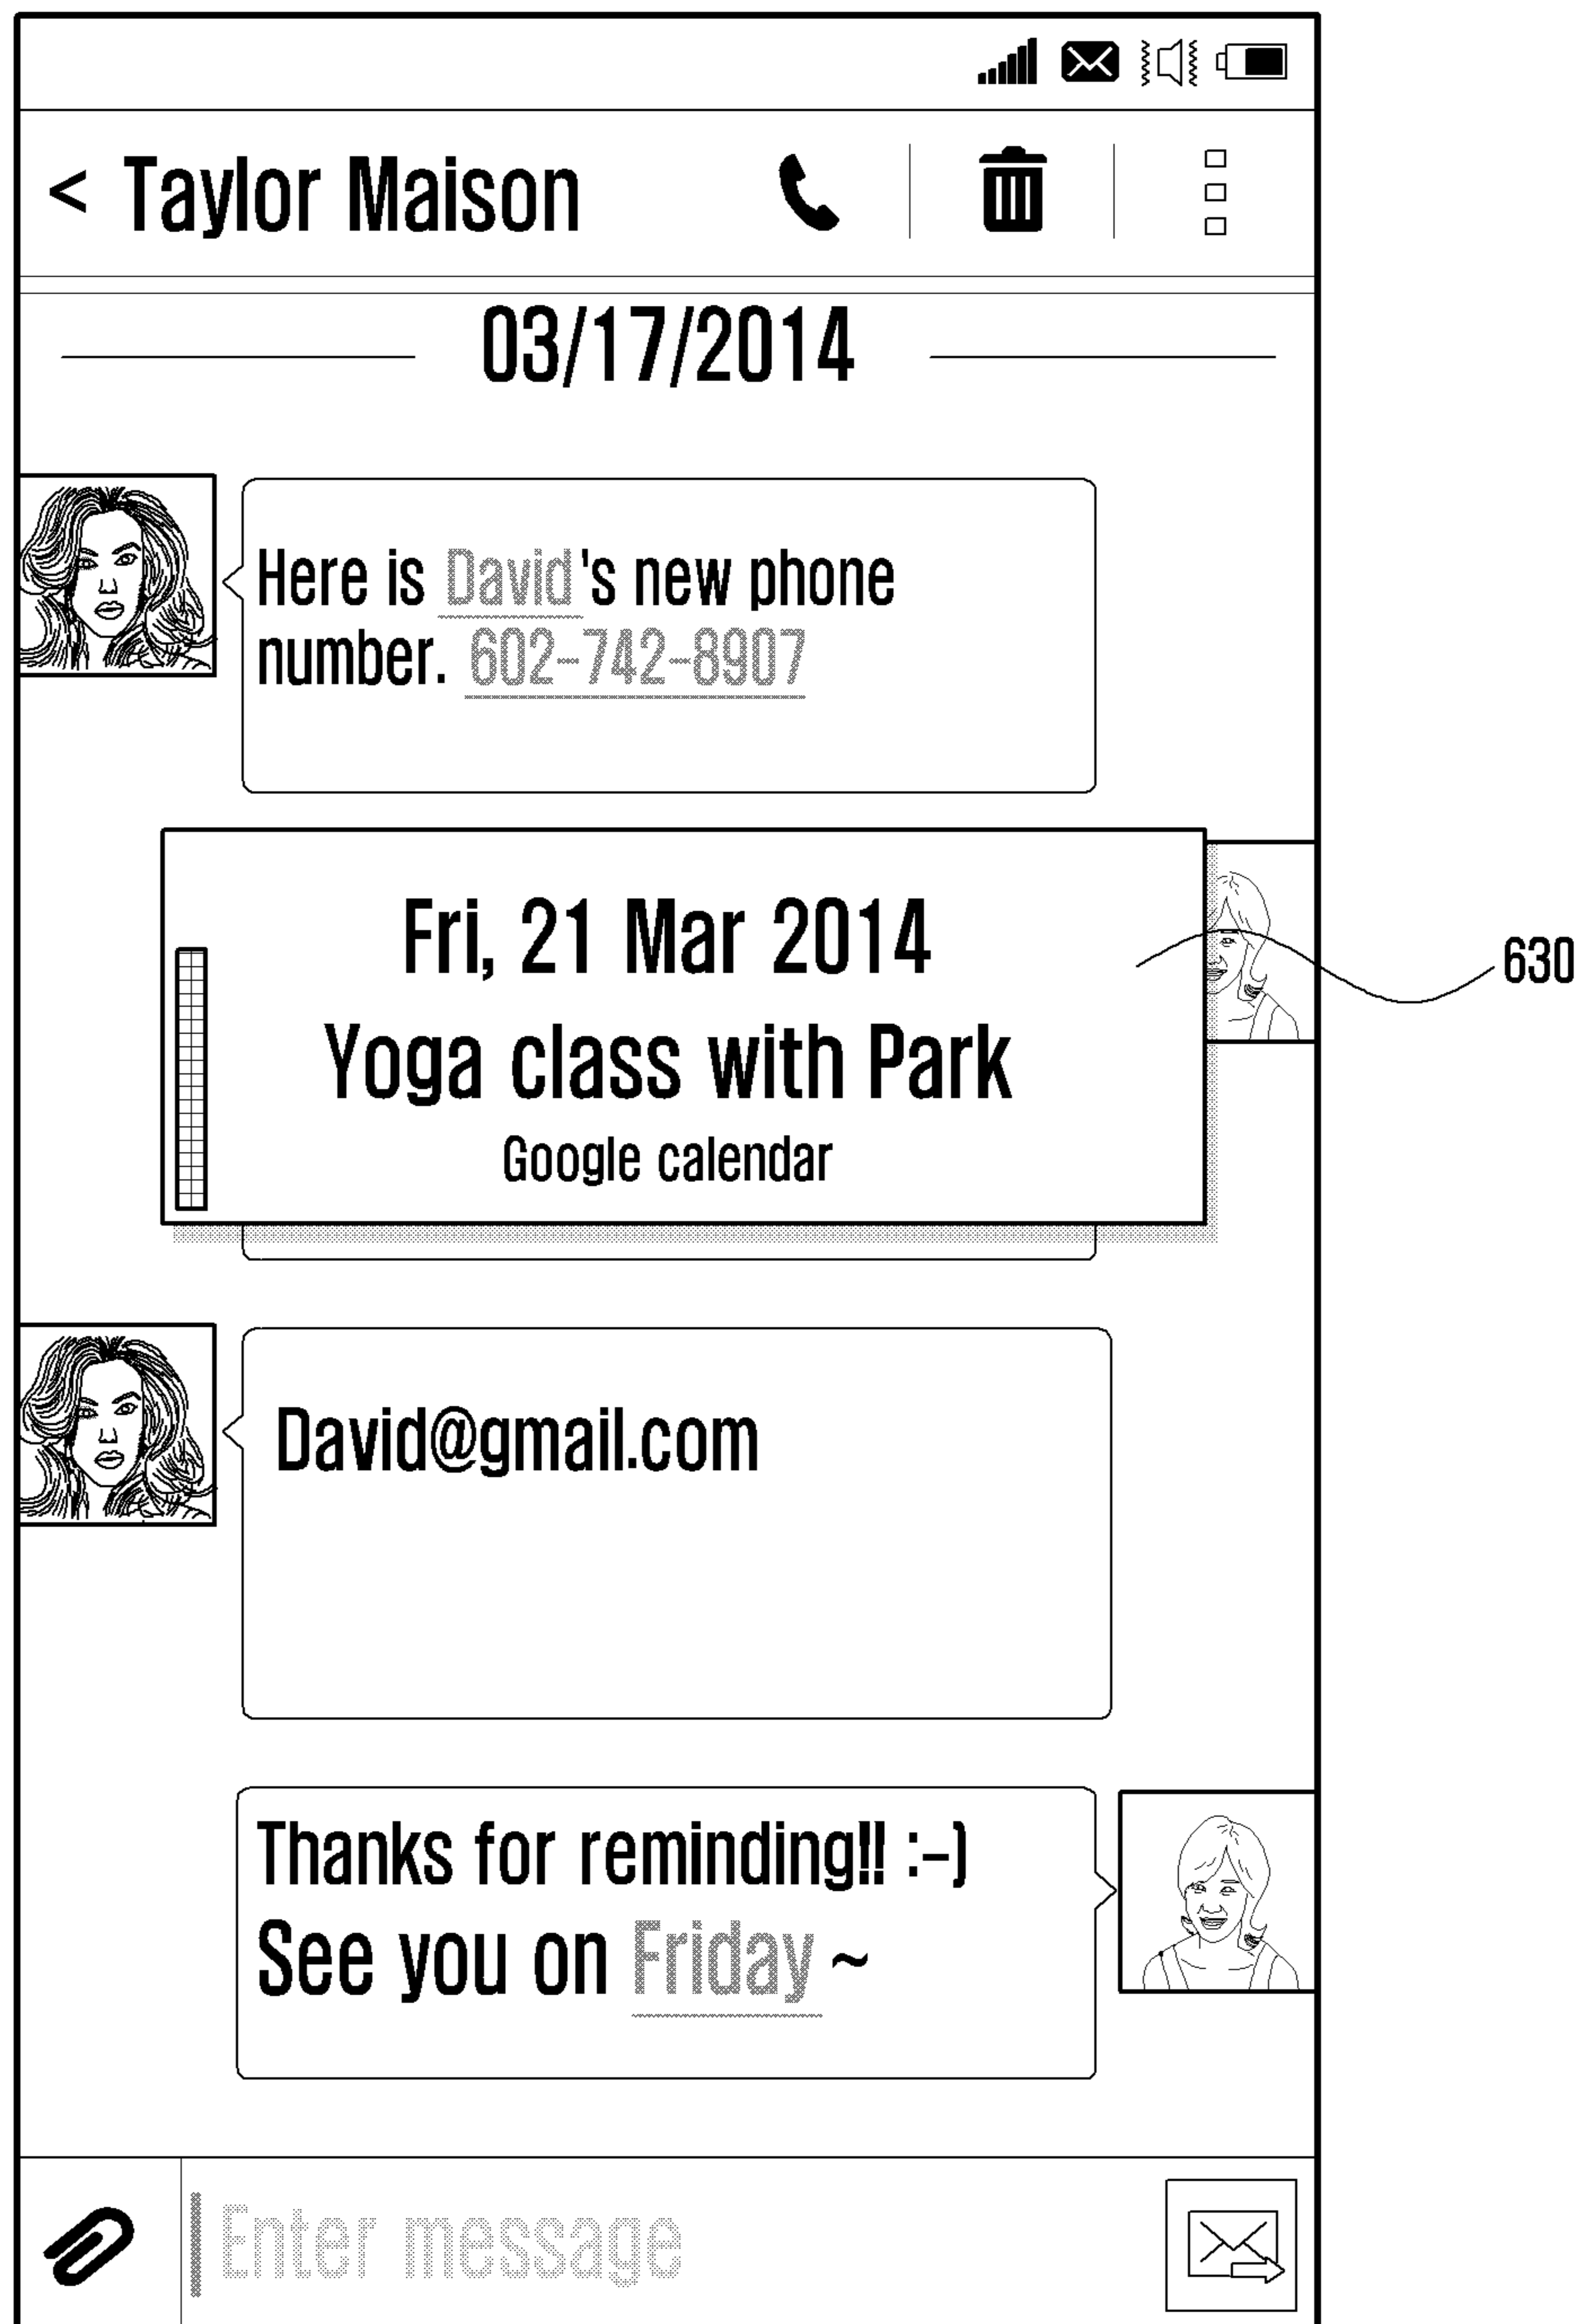 < Taylor Maison
03/17/2014
Here is David's new phone
number. 602-742-8907
Fri, 21 Mar 2014
630
Yoga class with Park
Google calendar
David@gmail.com
Thanks for reminding!! :-)
See you on Friday ~
Enter message